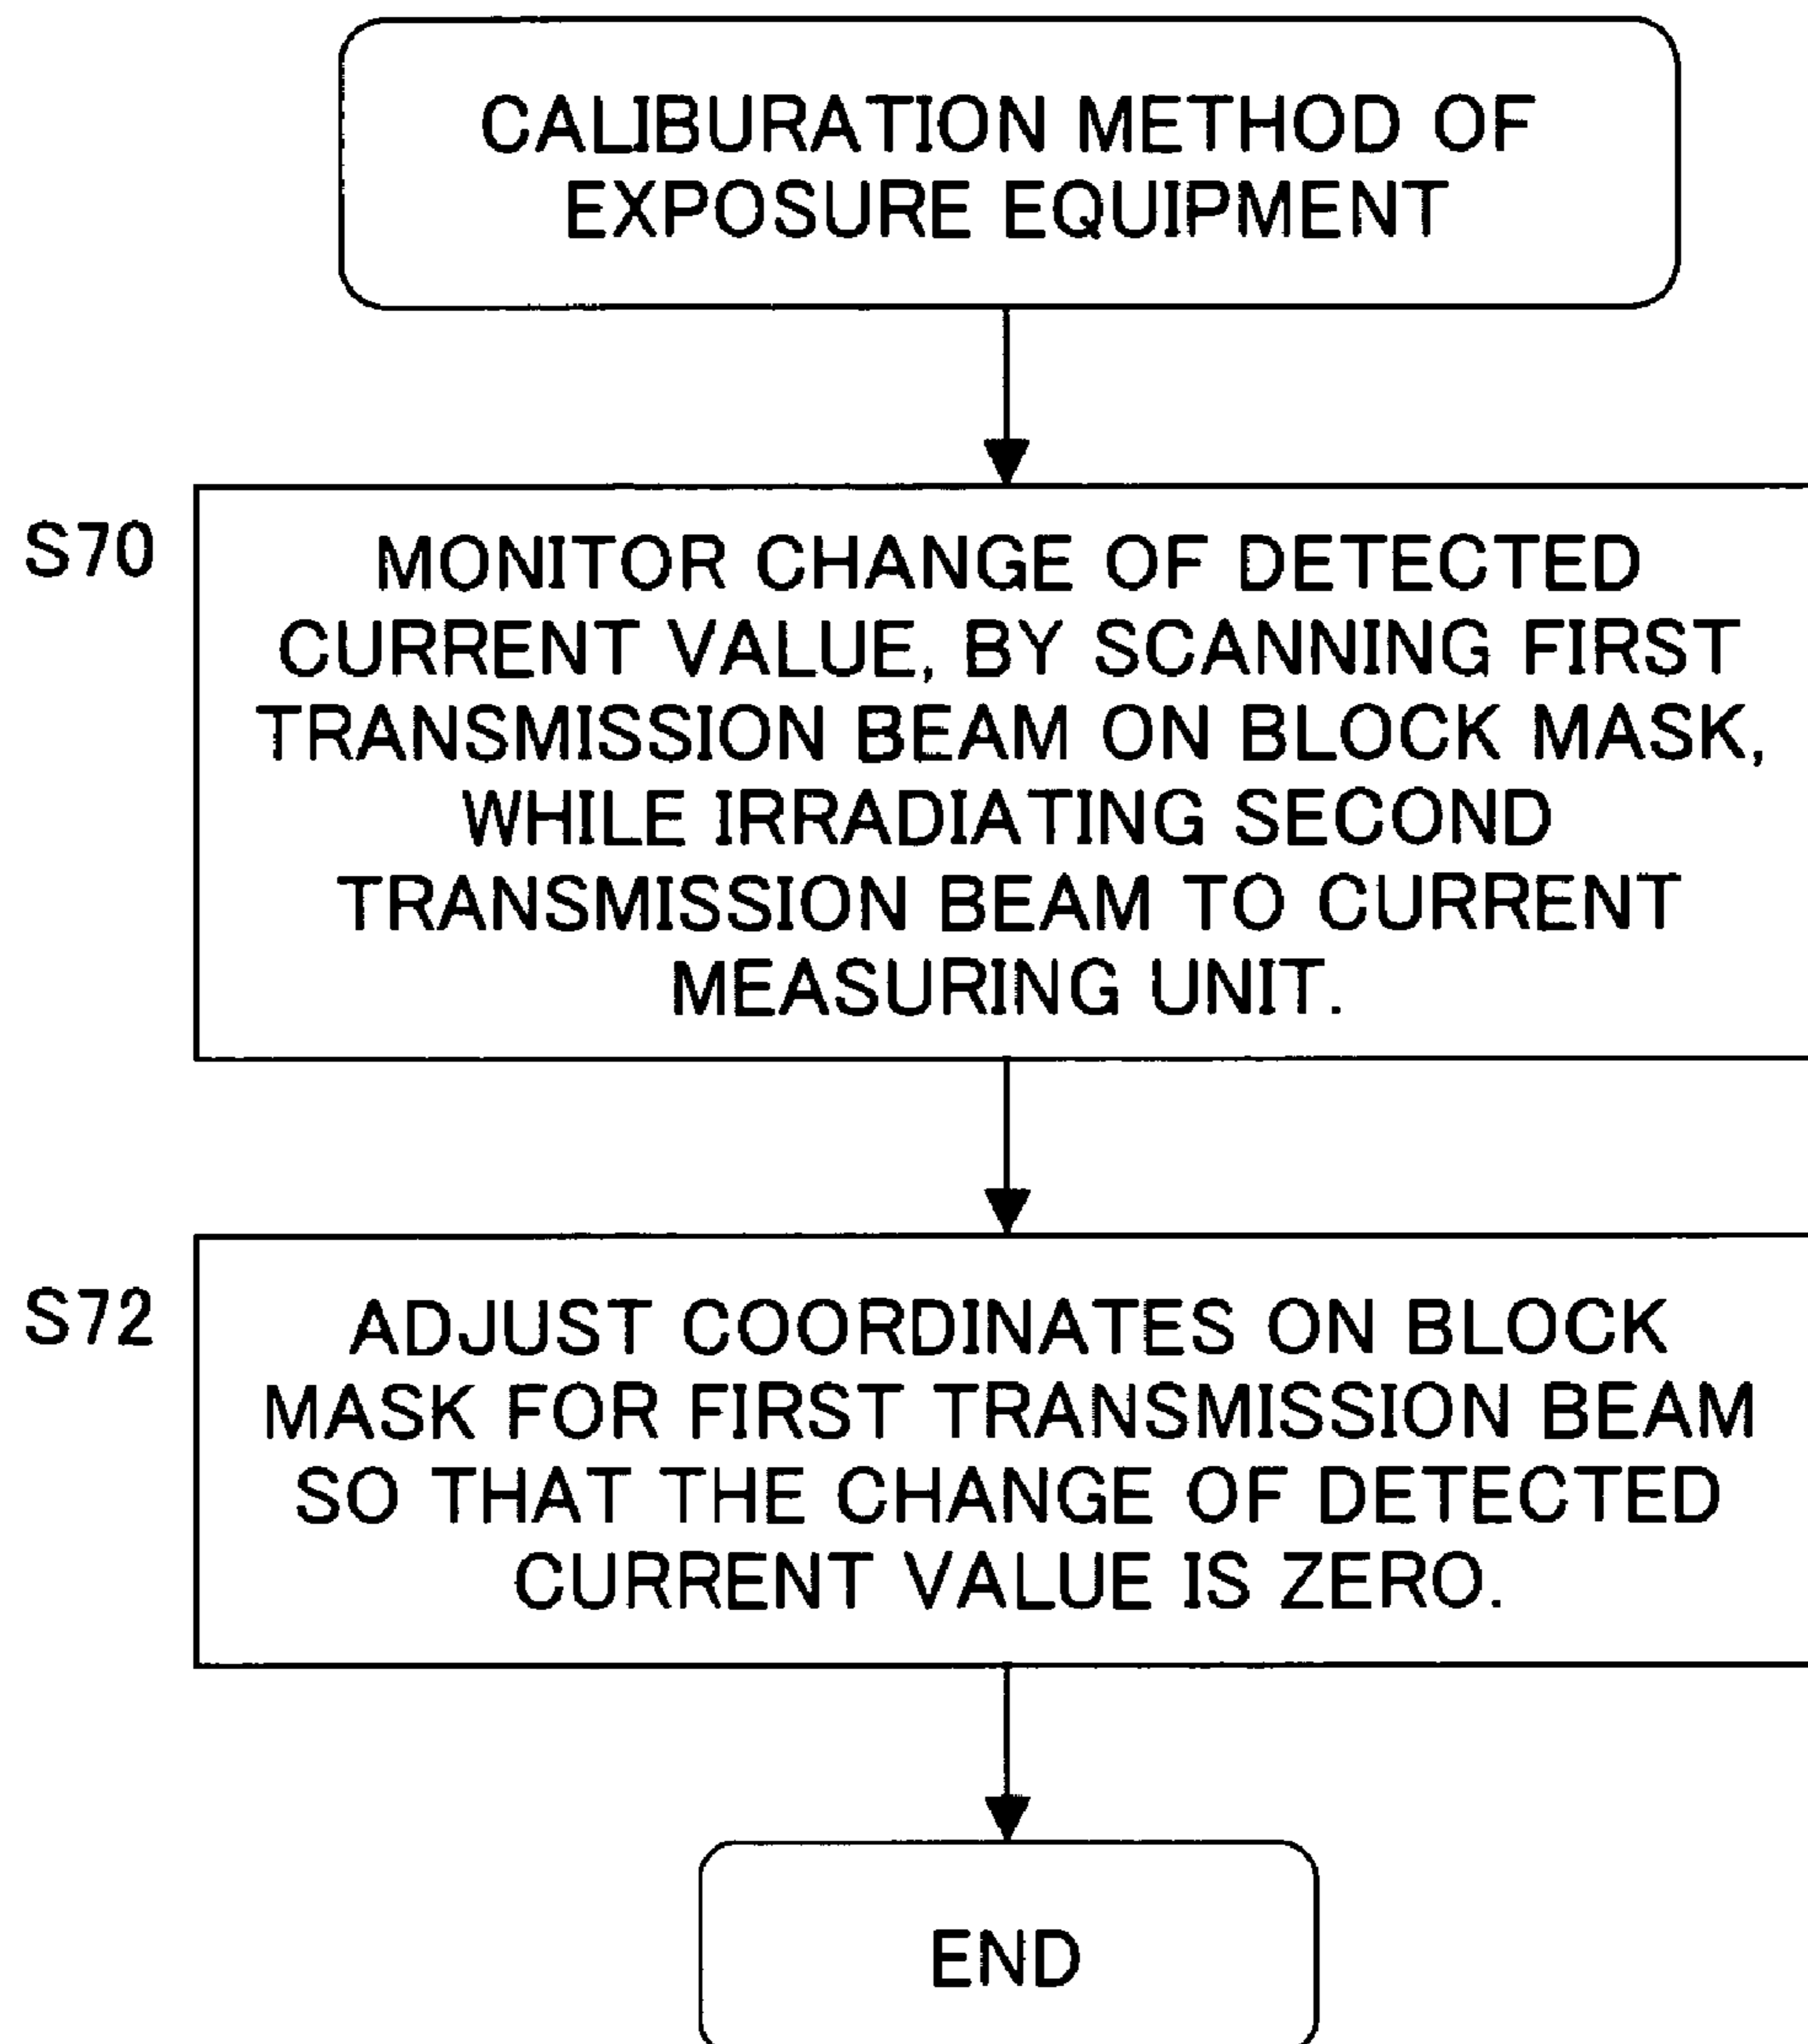 CALIBURATION METHOD OF
EXPOSURE EQUIPMENT
S70
MONITOR CHANGE OF DETECTED
CURRENT VALUE, BY SCANNING FIRST
TRANSMISSION BEAM ON BLOCK MASK,
WHILE IRRADIATING SECOND
TRANSMISSION BEAM TO CURRENT
MEASURING UNIT.
S72
ADJUST COORDINATES ON BLOCK
MASK FOR FIRST TRANSMISSION BEAM
SO THAT THE CHANGE OF DETECTED
CURRENT VALUE IS ZERO.
END